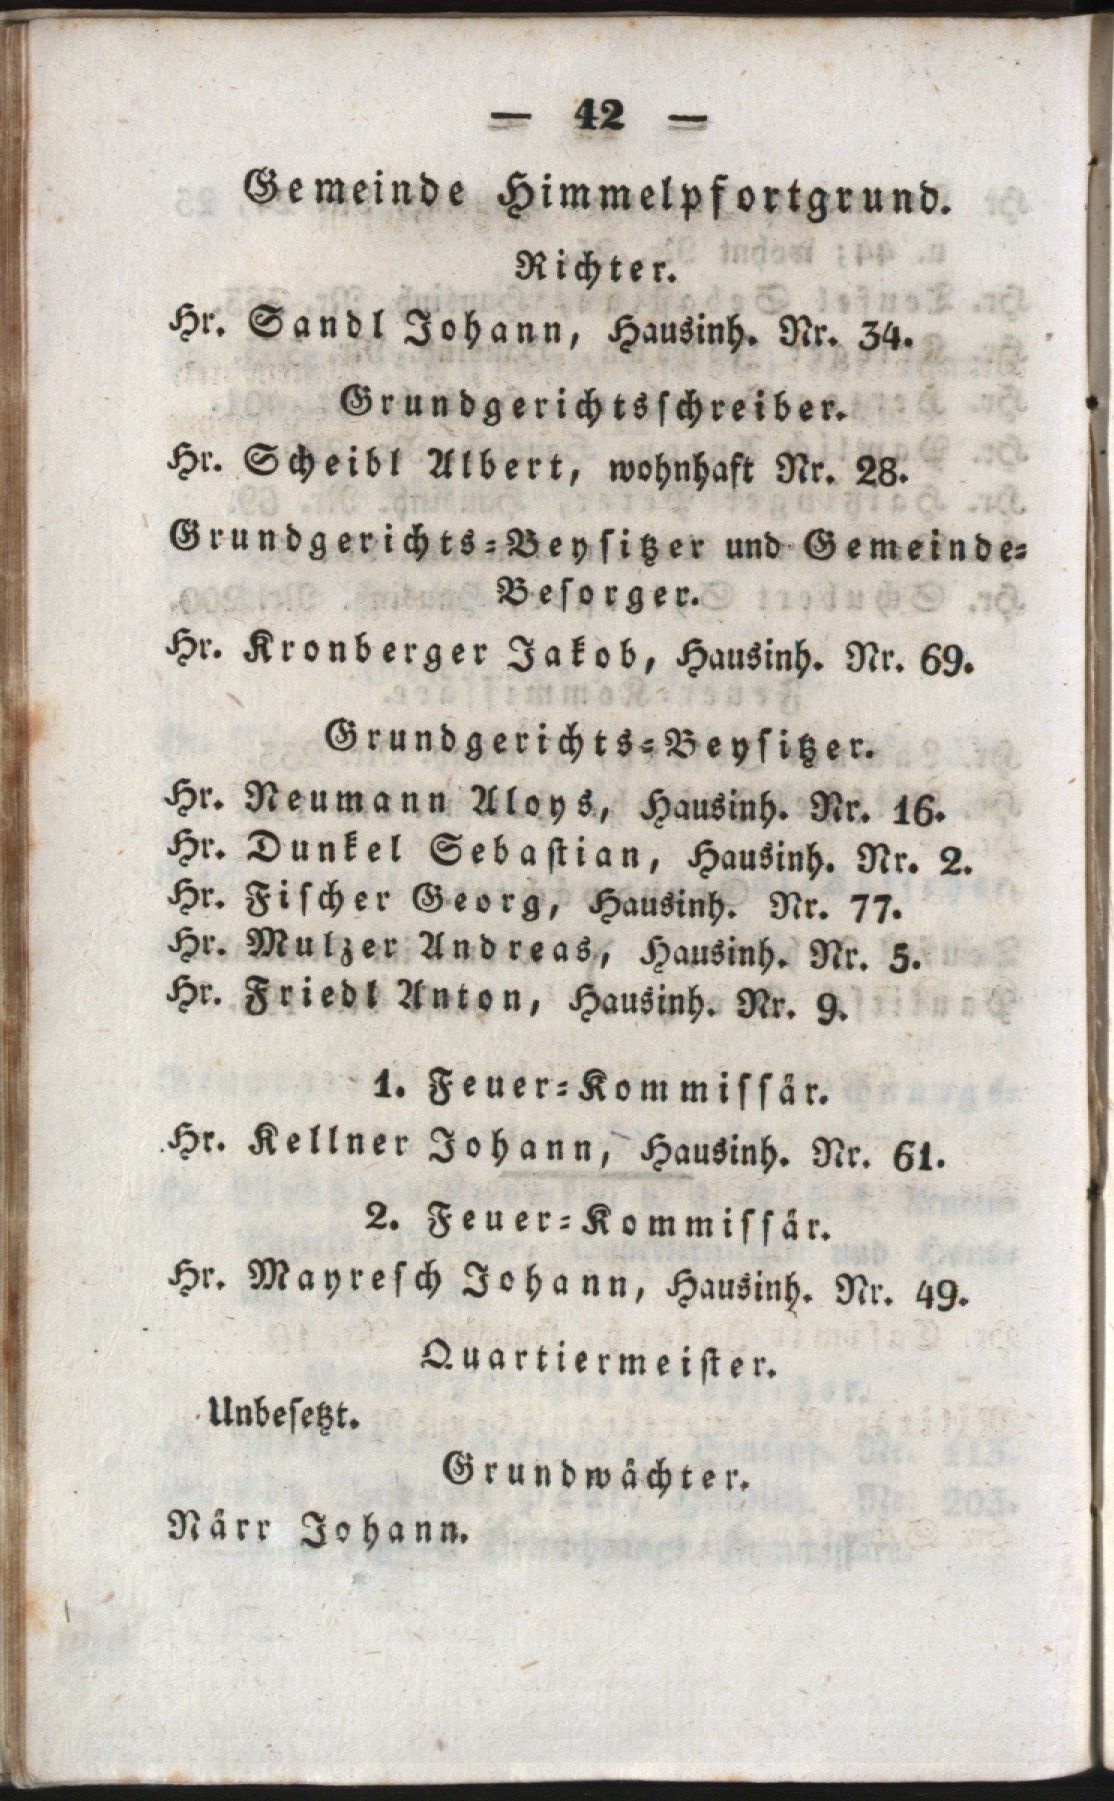 — 42 —
Gemeinde Himmelpfortgrund.
Richter.
Hr. Sandl Johann, Hausinh. Nr. 34.
Grundgerichtsschreiber.
Hr. Scheibl Albert, wohnhaft Nr. 28.
Grundgerichts-Beysitzer und Gemeinde-
Besorger.
Hr. Kronberger Jakob, Hausinh. Nr. 69.
Grundgerichts-Beysitzer.
Hr. Neumann Aloys, Hausinh. Nr. 16.
Hr. Dunkel Sebastian, Hausinh. Nr. 2.
Hr. Fischer Georg, Hausinh. Nr. 77.
Hr. Mulzer Andreas, Hausinh. Nr. 5.
Hr. Friedl Anton, Hausinh. Nr. 9.
1. Feuer-Kommissär.
Hr. Kellner Johann, Hausinh. Nr. 61.
2. Feuer-Kommissär.
Hr. Mayresch Johann, Hausinh. Nr. 49.
Quartiermeister.
Unbesetzt.
Grundwächter.
Närr Johann.